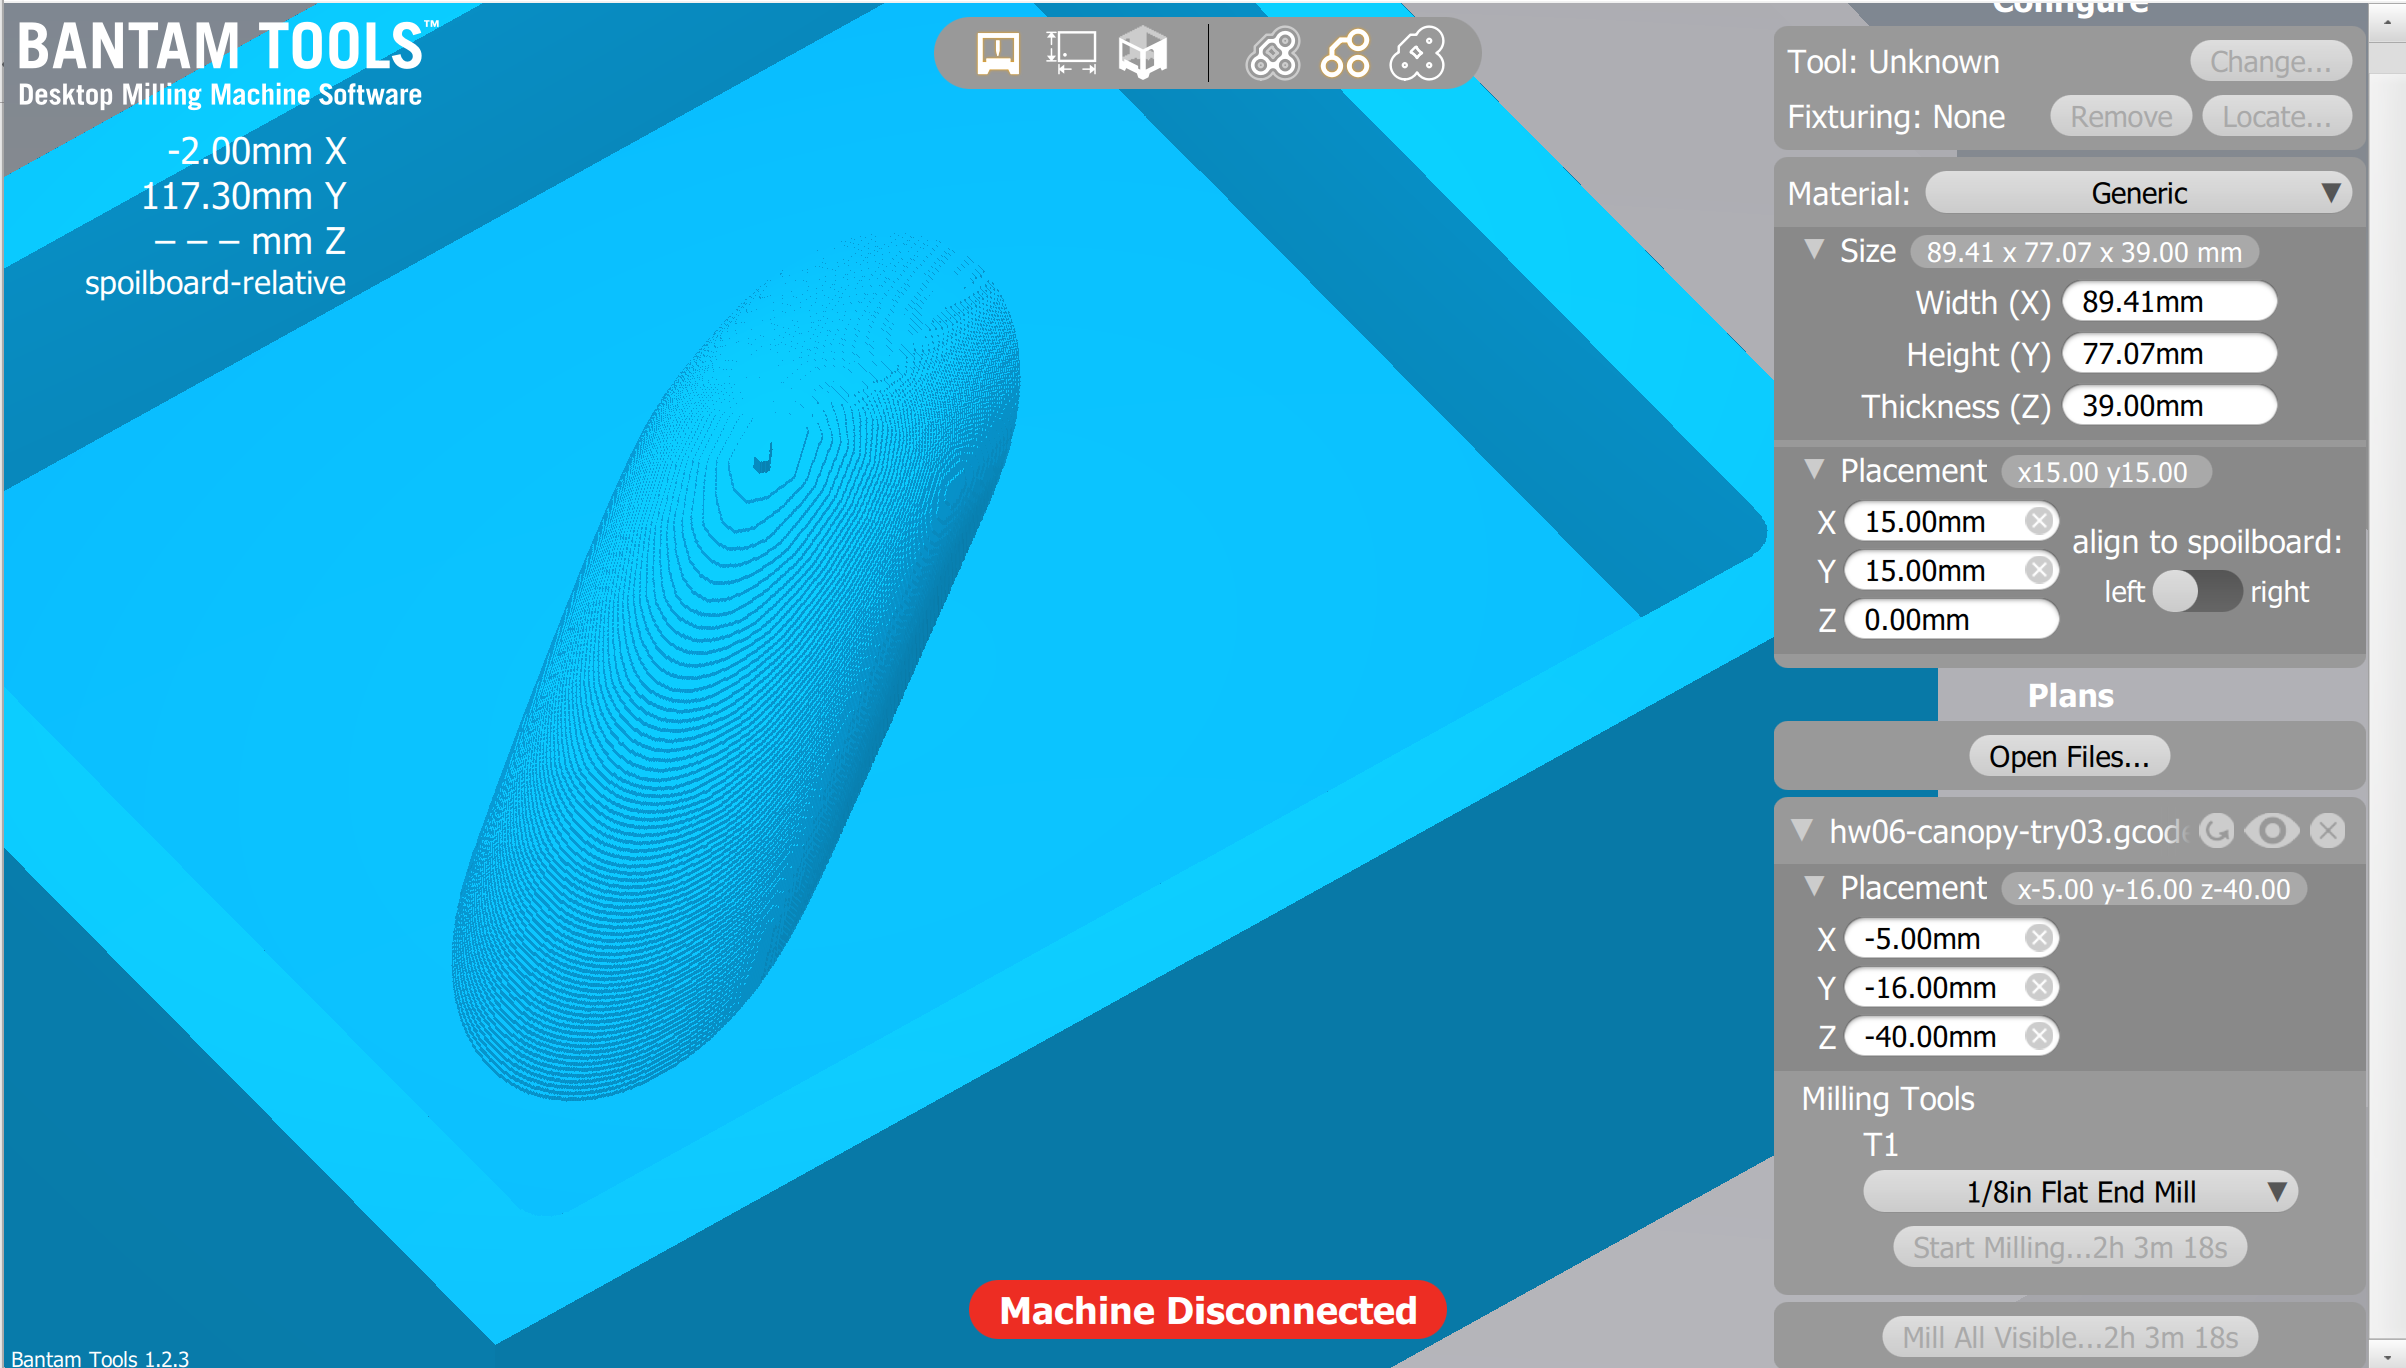 BANTAM TOOLS™
Desktop Milling Machine Software
-2.00mm X
117.30mm Y
– – – mm Z
spoilboard-relative
Configure
Tool: Unknown Change...
Fixturing: None Remove Locate...
Material: Generic
Size 89.41 x 77.07 x 39.00 mm
Width (X) 89.41mm
Height (Y) 77.07mm
Thickness (Z) 39.00mm
Placement x15.00 y15.00
X 15.00mm
Y 15.00mm
Z 0.00mm
align to spoilboard:
left right
Plans
Open Files...
hw06-canopy-try03.gcode
Placement x-5.00 y-16.00 z-40.00
X -5.00mm
Y -16.00mm
Z -40.00mm
Milling Tools
T1
1/8in Flat End Mill
Start Milling...2h 3m 18s
Mill All Visible...2h 3m 18s
Machine Disconnected
Bantam Tools 1.2.3